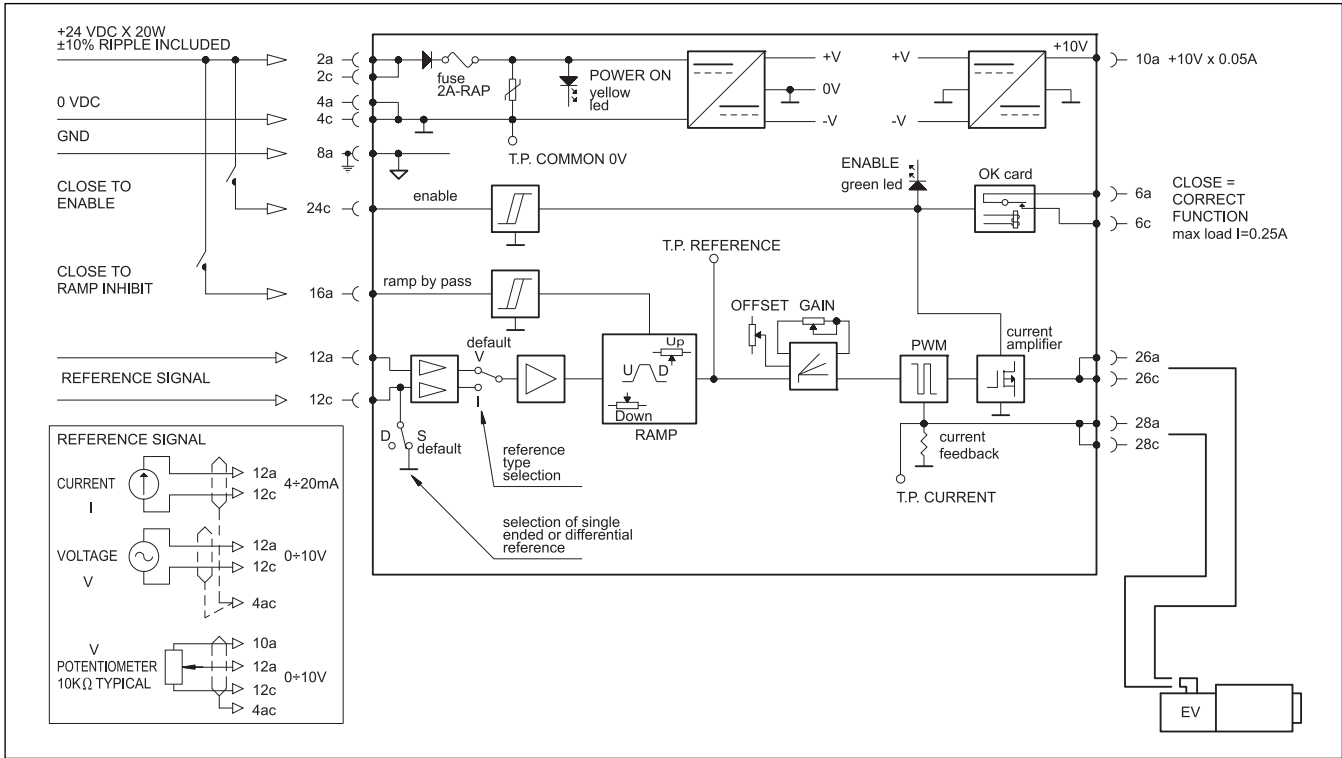 +24 VDC X 20W
±10% RIPPLE INCLUDED
0 VDC
GND
CLOSE TO
ENABLE
CLOSE TO
RAMP INHIBIT
REFERENCE SIGNAL
2a
2c
4a
4c
8a
24c
16a
12a
12c
fuse
2A-RAP
POWER ON
yellow
led
T.P. COMMON 0V
+V
0V
-V
+V
-V
+10V
10a +10V x 0.05A
enable
ENABLE
green led
OK card
6a
6c
CLOSE =
CORRECT
FUNCTION
max load I=0.25A
T.P. REFERENCE
ramp by pass
default
V
I
D
S
default
U
D
Up
Down
RAMP
OFFSET
GAIN
PWM
current
amplifier
26a
26c
28a
28c
current
feedback
T.P. CURRENT
reference
type
selection
selection of single
ended or differential
reference
REFERENCE SIGNAL
CURRENT
I
12a
12c
4÷20mA
VOLTAGE
V
12a
12c
0÷10V
4ac
V
POTENTIOMETER
10KΩ TYPICAL
10a
12a
12c
0÷10V
4ac
EV